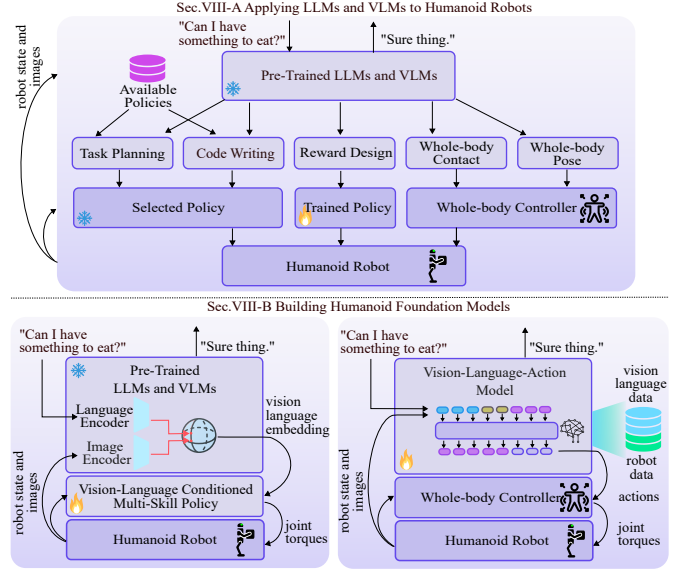 Sec.VIII-A Applying LLMs and VLMs to Humanoid Robots
robot state and
images
"Can I have
something to eat?"
"Sure thing."
Available
Policies
Pre-Trained LLMs and VLMs
Task Planning
Code Writing
Reward Design
Whole-body
Contact
Whole-body
Pose
Selected Policy
Trained Policy
Whole-body Controller
Humanoid Robot
Sec.VIII-B Building Humanoid Foundation Models
"Can I have
something to eat?"
"Sure thing."
Pre-Trained
LLMs and VLMs
Language
Encoder
Image
Encoder
vision
language
embedding
robot state and
images
Vision-Language Conditioned
Multi-Skill Policy
Humanoid Robot
joint
torques
"Can I have
something to eat?"
"Sure thing."
Vision-Language-Action
Model
vision
language
data
robot
data
robot state and
images
Whole-body Controller
actions
Humanoid Robot
joint
torques